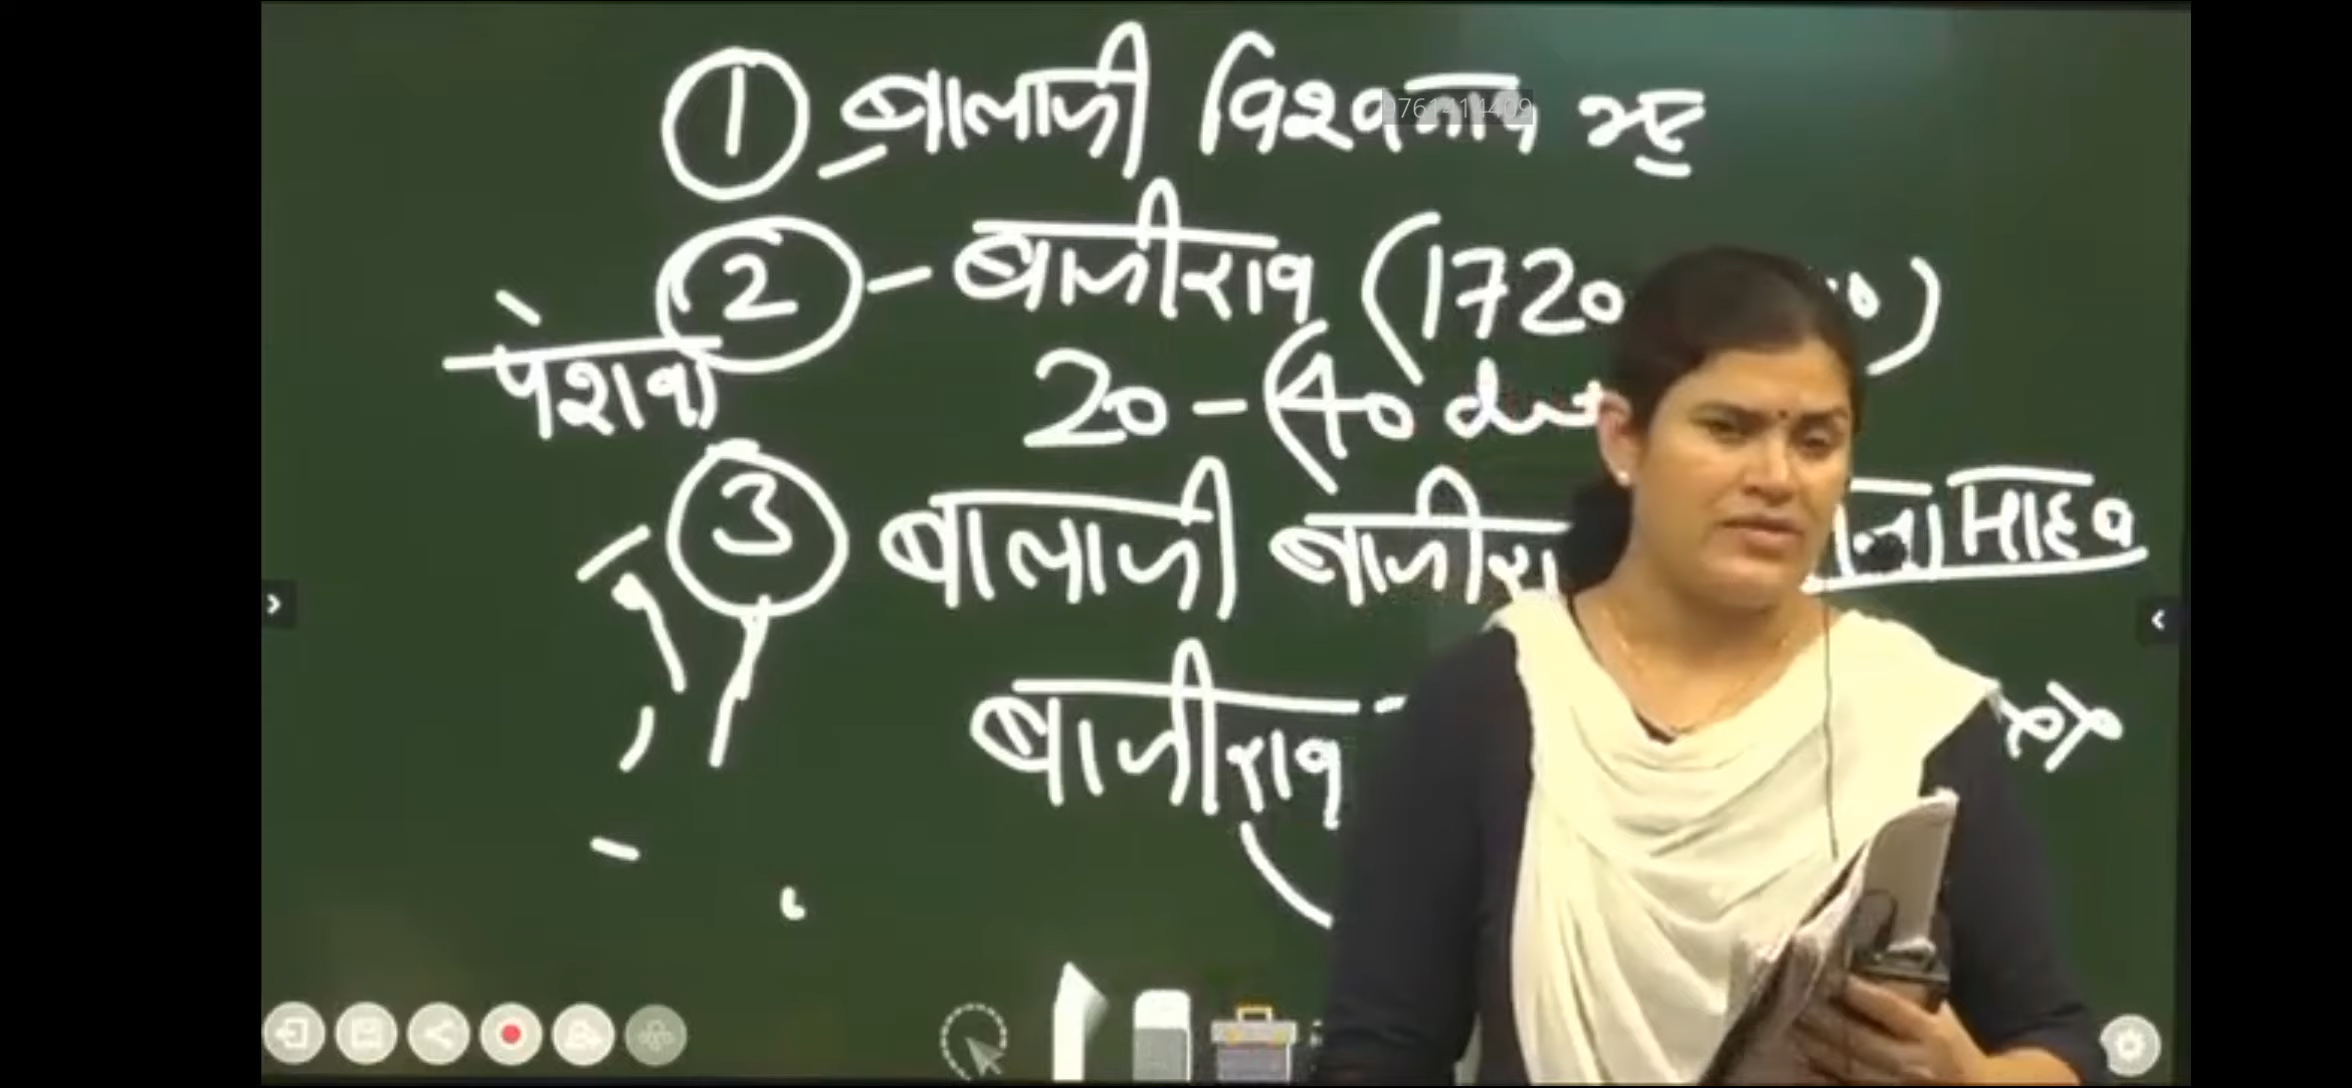 1 बालाजी विश्वनाथ भट्ट
2 - बाजीराव (1720
पेशवा
20 - (40
3 बालाजी बाजीरा साहब
बाजीराव